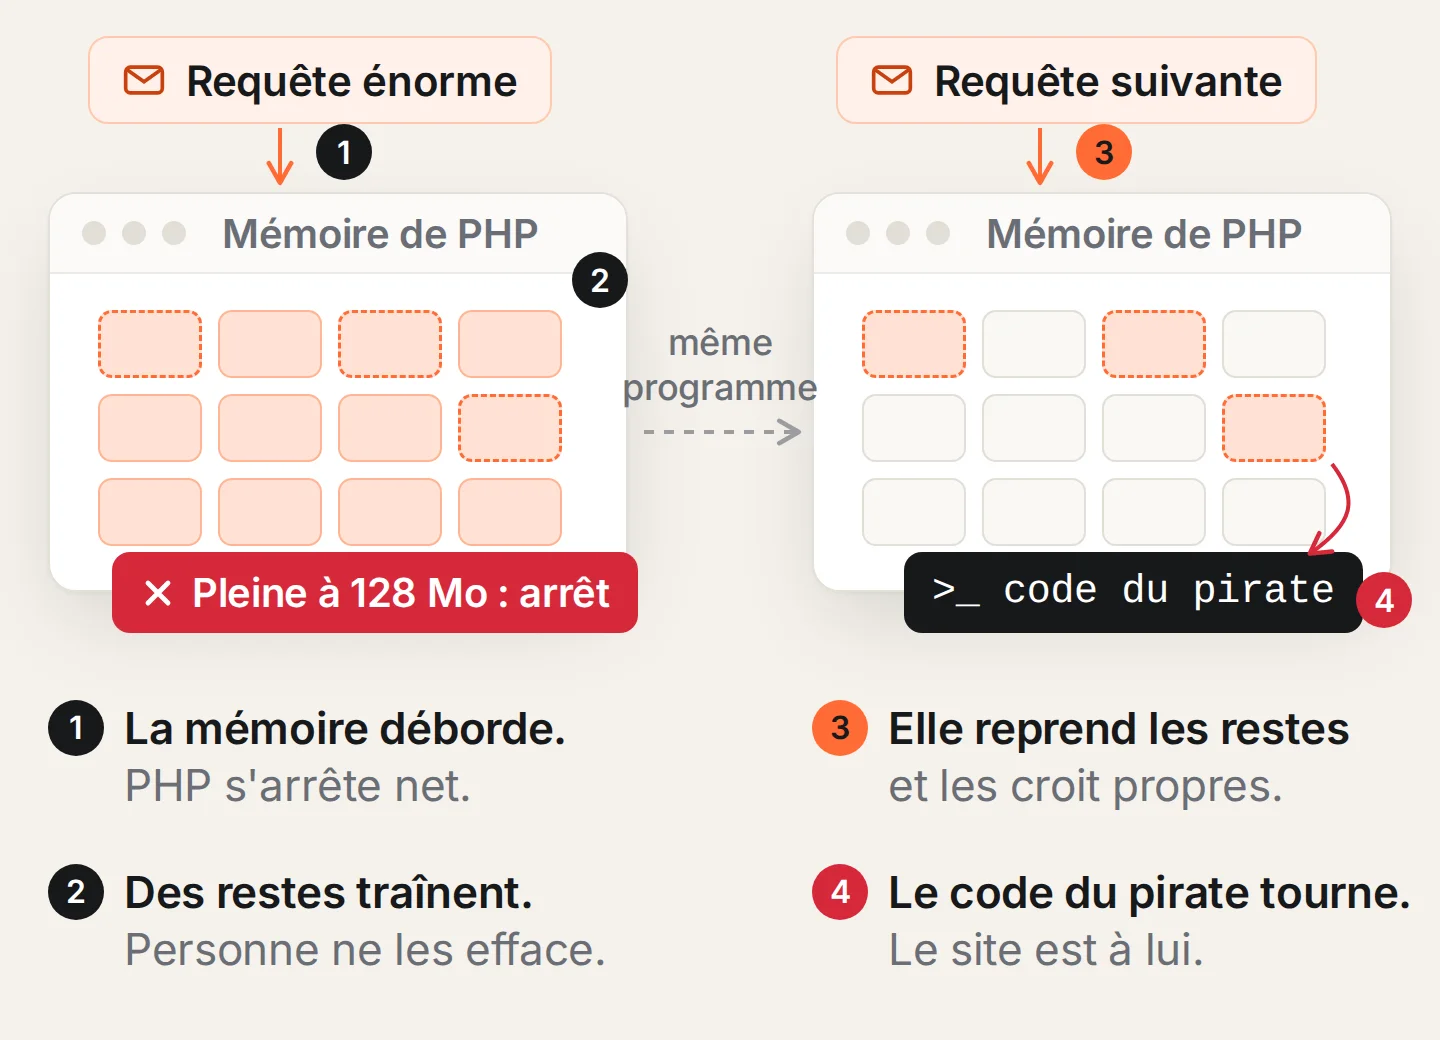 Requête énorme
1
Mémoire de PHP
2
Pleine à 128 Mo : arrêt
même
programme
Requête suivante
3
Mémoire de PHP
>_ code du pirate
4
1 La mémoire déborde.
PHP s'arrête net.
2 Des restes traînent.
Personne ne les efface.
3 Elle reprend les restes
et les croit propres.
4 Le code du pirate tourne.
Le site est à lui.